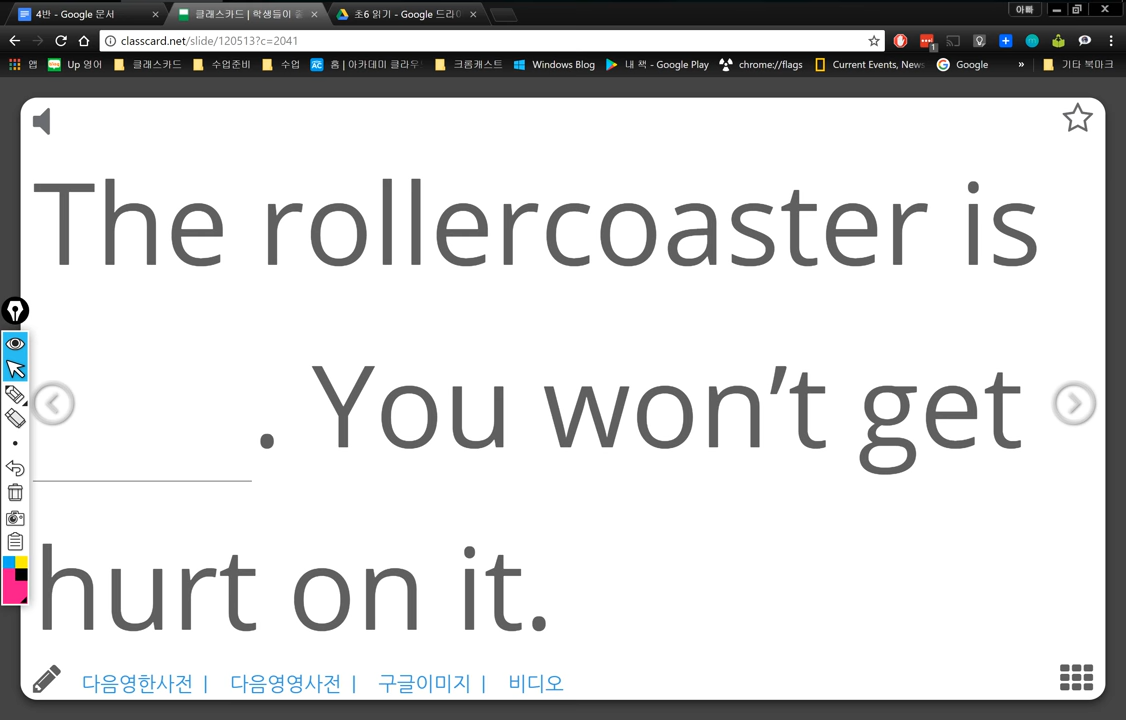 4반 - Google 문서
클래스카드 | 학생들이 좋
초6 읽기 - Google 드라이
아빠
classcard.net/slide/120513?c=2041
1
앱 Up 영어 클래스카드 수업준비 수업 홈 | 아카데미 클라우 크롬캐스트 Windows Blog 내 책 - Google Play chrome://flags Current Events, News Google » 기타 북마크
The rollercoaster is
. You won't get
hurt on it.
다음영한사전 | 다음영영사전 | 구글이미지 | 비디오